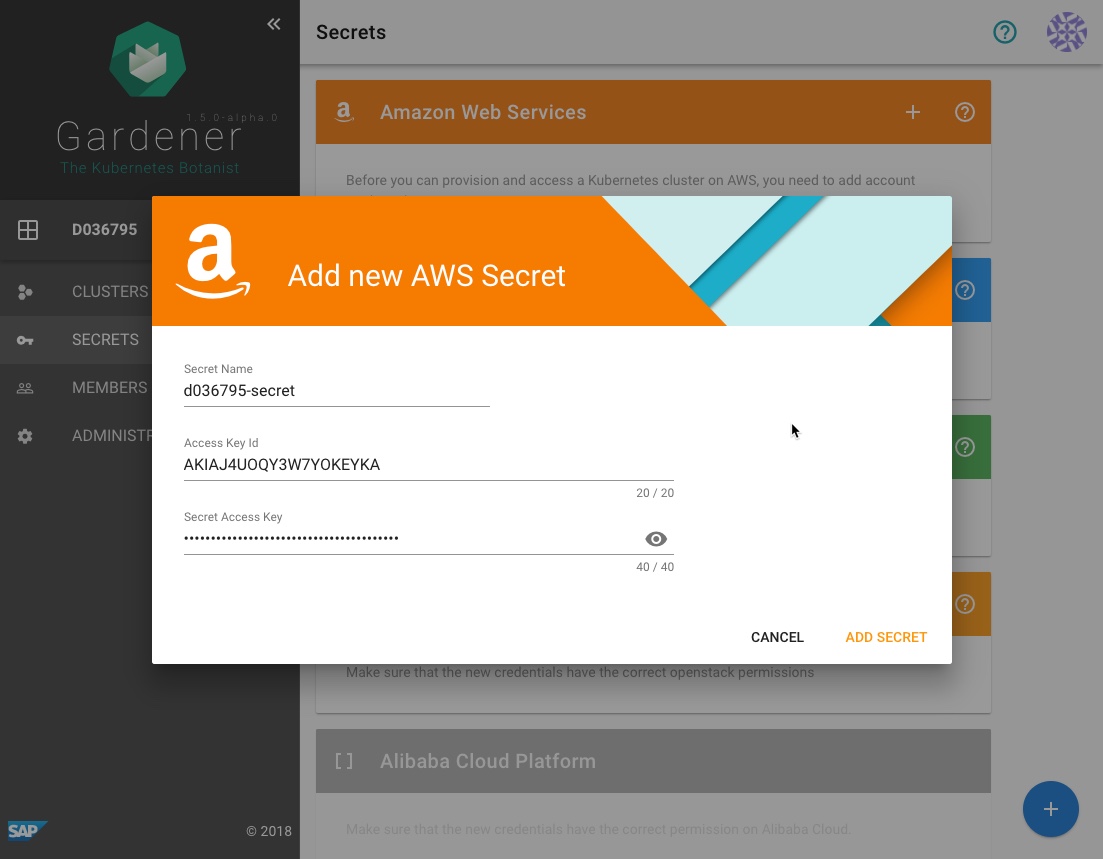 Secrets
1.5.0-alpha.0
Gardener
The Kubernetes Botanist
a Amazon Web Services
Before you can provision and access a Kubernetes cluster on AWS, you need to add account
D036795
CLUSTERS
SECRETS
MEMBERS
ADMINISTR
a Add new AWS Secret
Secret Name
d036795-secret
Access Key Id
AKIAJ4UOQY3W7YOKEYKA
20 / 20
Secret Access Key
••••••••••••••••••••••••••••••••••••••••
40 / 40
CANCEL ADD SECRET
Make sure that the new credentials have the correct openstack permissions
[ ] Alibaba Cloud Platform
Make sure that the new credentials have the correct permission on Alibaba Cloud.
SAP © 2018